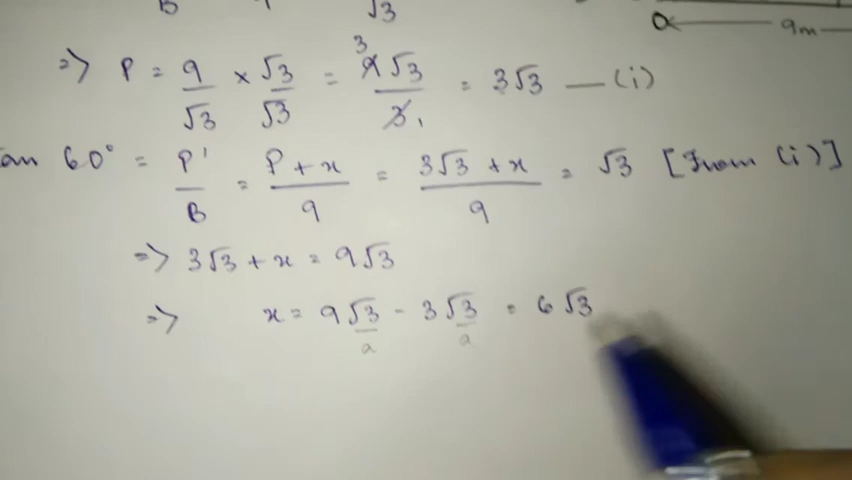 B √3
9m
=> P = 9/√3 × √3/√3 = 9√3/3 = 3√3 — (i)
60° = P'/B = P + x/9 = 3√3 + x/9 = √3 [From (i)]
=> 3√3 + x = 9√3
=> x = 9√3 - 3√3 = 6√3
a a